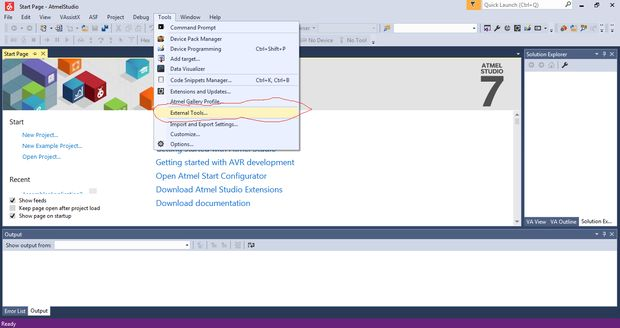 Start Page - AtmelStudio
Quick Launch (Ctrl+Q)
File Edit View VAssistX ASF Project Debug Tools Window Help
Command Prompt
Device Pack Manager
Device Programming Ctrl+Shift+P
Add target...
Data Visualizer
Code Snippets Manager... Ctrl+K, Ctrl+B
Extensions and Updates...
Atmel Gallery Profile...
External Tools...
Import and Export Settings...
Customize...
Options...
Hex
No Device No Tool
Start Page
Solution Explorer
ATMEL
STUDIO
7
Start
New Project...
New Example Project...
Open Project...
Recent
Getting started with Atmel Studio
Getting started with AVR development
Open Atmel Start Configurator
Download Atmel Studio Extensions
Download documentation
Show feeds
Keep page open after project load
Show page on startup
VA View VA Outline Solution Ex...
Output
Show output from:
Error List Output
Ready